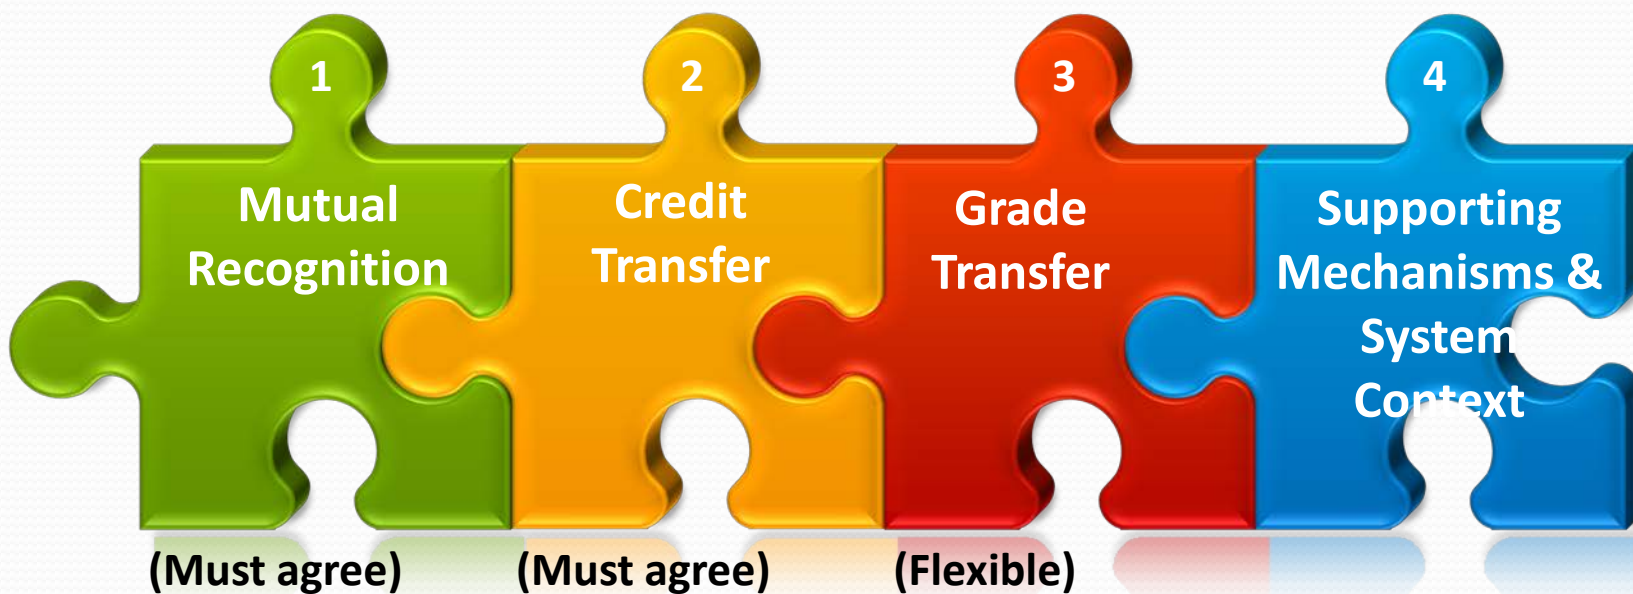 1
Mutual
Recognition
(Must agree)
2
Credit
Transfer
(Must agree)
3
Grade
Transfer
(Flexible)
4
Supporting
Mechanisms &
System
Context